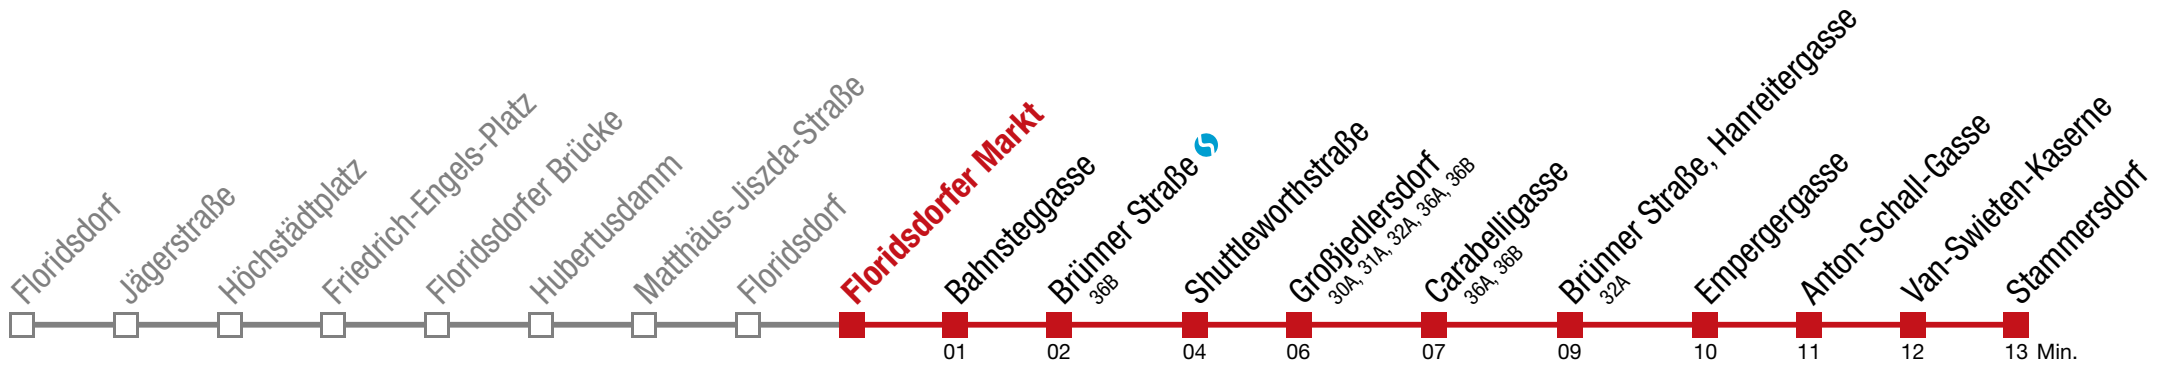 Floridsdorf
Jägerstraße
Höchstädtplatz
Friedrich-Engels-Platz
Floridsdorfer Brücke
Hubertusdamm
Matthäus-Jiszda-Straße
Floridsdorf
Floridsdorfer Markt
Bahnsteggasse
Brünner Straße
36B
Shuttleworthstraße
Großjedlersdorf
30A, 31A, 32A, 36A, 36B
Carabelligasse
36A, 36B
Brünner Straße, Hanreitergasse
32A
Empergergasse
Anton-Schall-Gasse
Van-Swieten-Kaserne
Stammersdorf
01 02 04 06 07 09 10 11 12 13 Min.